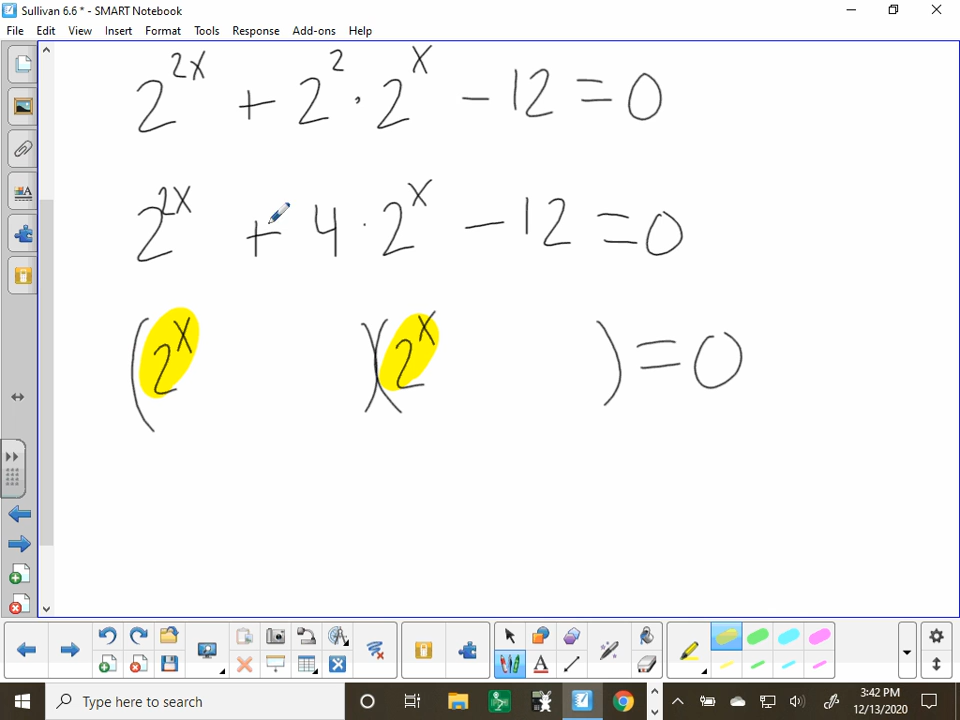 Sullivan 6.6 * - SMART Notebook
File Edit View Insert Format Tools Response Add-ons Help
2^{2x} + 2^2 · 2^x - 12 = 0
2^{2x} + 4 · 2^x - 12 = 0
(2^x )(2^x ) = 0
A
Type here to search
3:42 PM
12/13/2020